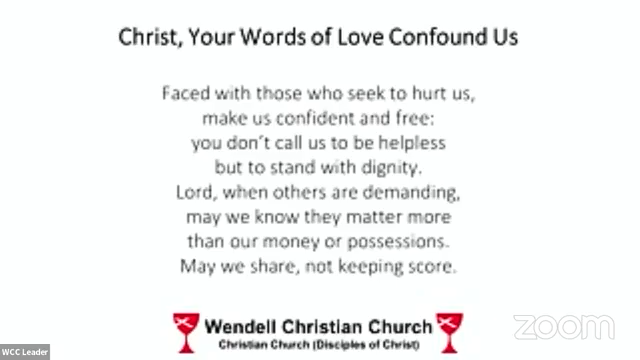 Christ, Your Words of Love Confound Us
Faced with those who seek to hurt us,
make us confident and free:
you don't call us to be helpless
but to stand with dignity.
Lord, when others are demanding,
may we know they matter more
than our money or possessions.
May we share, not keeping score.
Wendell Christian Church
Christian Church (Disciples of Christ)
WCC Leader
zoom